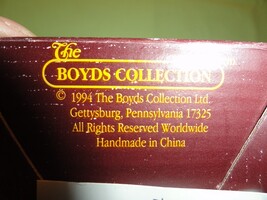 The
BOYDS COLLECTION
© 1994 The Boyds Collection Ltd.
Gettysburg, Pennsylvania 17325
All Rights Reserved Worldwide
Handmade in China